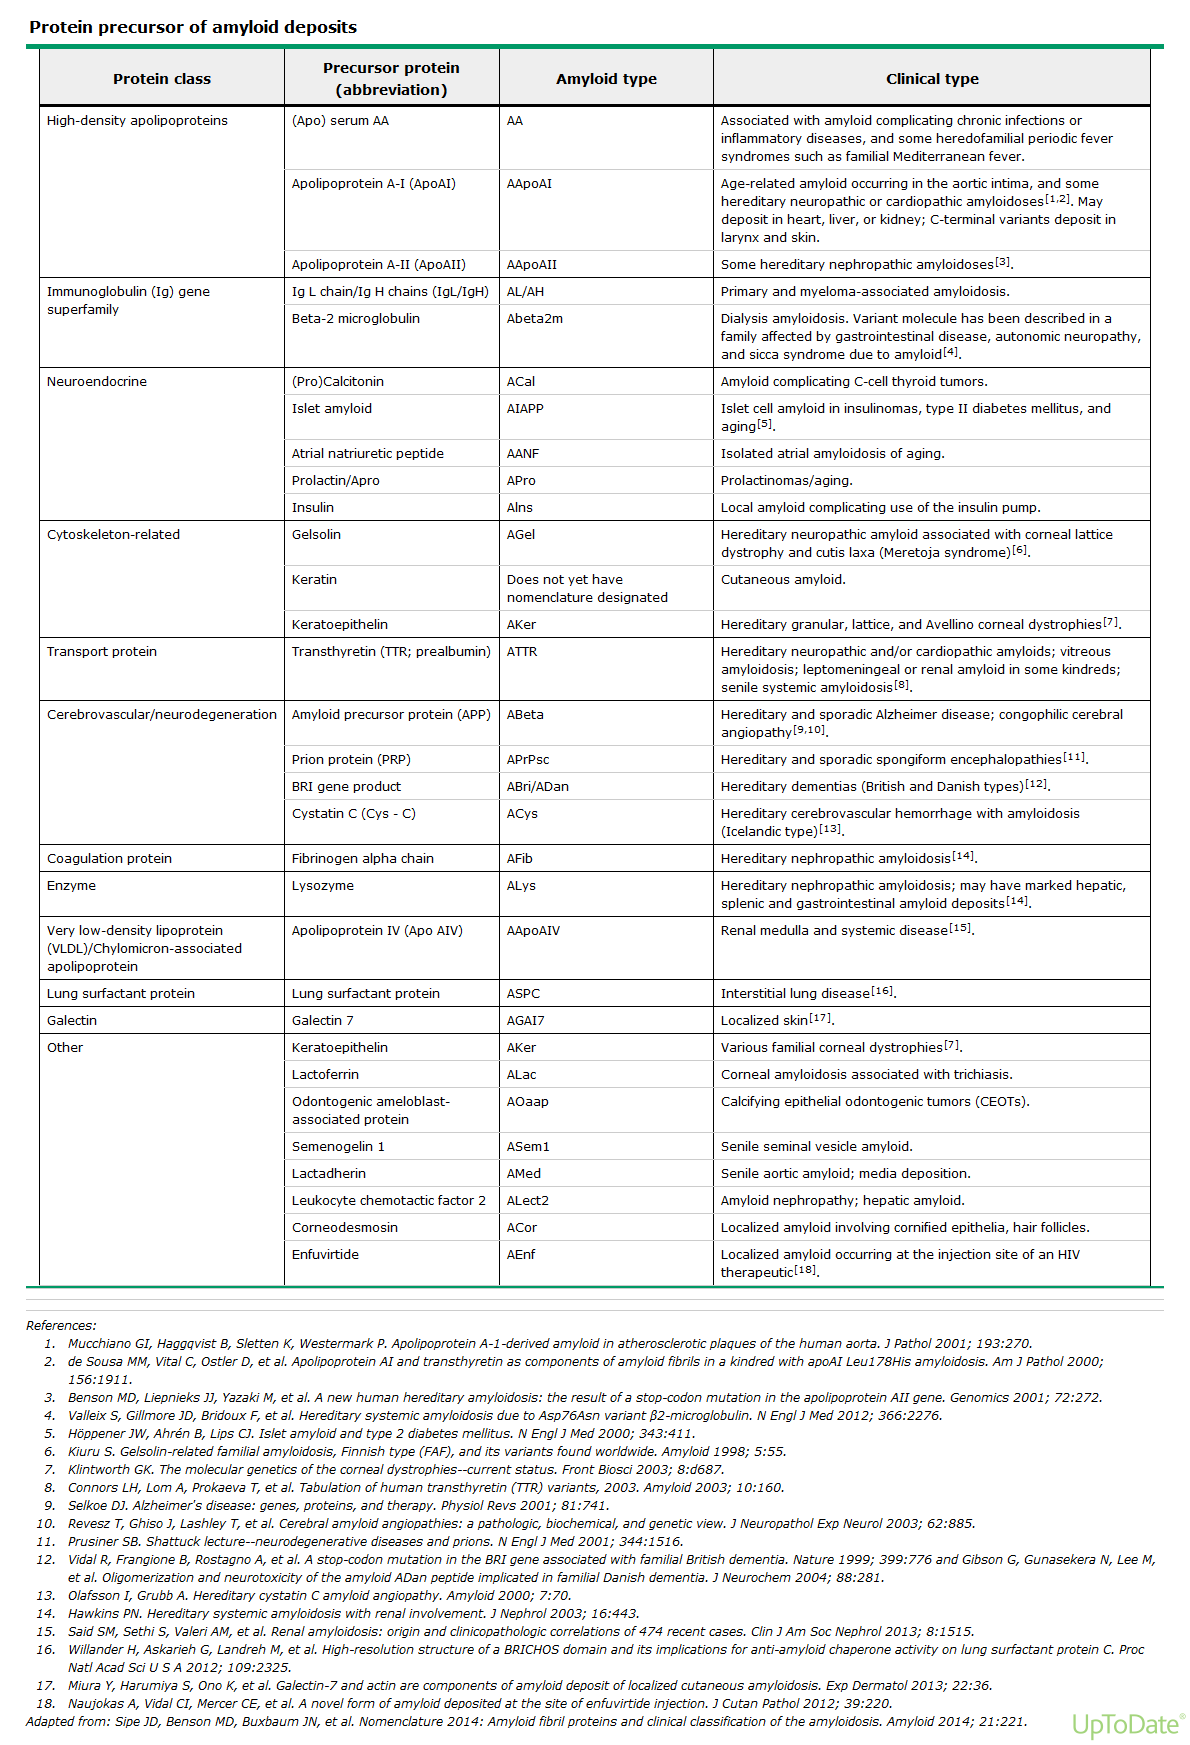 Protein precursor of amyloid deposits
Protein class
Precursor protein
(abbreviation)
Amyloid type
Clinical type
High-density apolipoproteins
(Apo) serum AA
AA
Associated with amyloid complicating chronic infections or
inflammatory diseases, and some heredofamilial periodic fever
syndromes such as familial Mediterranean fever.
Apolipoprotein A-I (ApoAI)
AApoAI
Age-related amyloid occurring in the aortic intima, and some
hereditary neuropathic or cardiopathic amyloidoses[1,2]. May
deposit in heart, liver, or kidney; C-terminal variants deposit in
larynx and skin.
Apolipoprotein A-II (ApoAII)
AApoAII
Some hereditary nephropathic amyloidoses[3].
Immunoglobulin (Ig) gene
superfamily
Ig L chain/Ig H chains (IgL/IgH)
AL/AH
Primary and myeloma-associated amyloidosis.
Beta-2 microglobulin
Abeta2m
Dialysis amyloidosis. Variant molecule has been described in a
family affected by gastrointestinal disease, autonomic neuropathy,
and sicca syndrome due to amyloid[4].
Neuroendocrine
(Pro)Calcitonin
ACal
Amyloid complicating C-cell thyroid tumors.
Islet amyloid
AIAPP
Islet cell amyloid in insulinomas, type II diabetes mellitus, and
aging[5].
Atrial natriuretic peptide
AANF
Isolated atrial amyloidosis of aging.
Prolactin/Apro
APro
Prolactinomas/aging.
Insulin
Alns
Local amyloid complicating use of the insulin pump.
Cytoskeleton-related
Gelsolin
AGel
Hereditary neuropathic amyloid associated with corneal lattice
dystrophy and cutis laxa (Meretoja syndrome)[6].
Keratin
Does not yet have
nomenclature designated
Cutaneous amyloid.
Keratoepithelin
AKer
Hereditary granular, lattice, and Avellino corneal dystrophies[7].
Transport protein
Transthyretin (TTR; prealbumin)
ATTR
Hereditary neuropathic and/or cardiopathic amyloids; vitreous
amyloidosis; leptomeningeal or renal amyloid in some kindreds;
senile systemic amyloidosis[8].
Cerebrovascular/neurodegeneration
Amyloid precursor protein (APP)
ABeta
Hereditary and sporadic Alzheimer disease; congophilic cerebral
angiopathy[9,10].
Prion protein (PRP)
APrPsc
Hereditary and sporadic spongiform encephalopathies[11].
BRI gene product
ABri/ADan
Hereditary dementias (British and Danish types)[12].
Cystatin C (Cys - C)
ACys
Hereditary cerebrovascular hemorrhage with amyloidosis
(Icelandic type)[13].
Coagulation protein
Fibrinogen alpha chain
AFib
Hereditary nephropathic amyloidosis[14].
Enzyme
Lysozyme
ALys
Hereditary nephropathic amyloidosis; may have marked hepatic,
splenic and gastrointestinal amyloid deposits[14].
Very low-density lipoprotein
(VLDL)/Chylomicron-associated
apolipoprotein
Apolipoprotein IV (Apo AIV)
AApoAIV
Renal medulla and systemic disease[15].
Lung surfactant protein
Lung surfactant protein
ASPC
Interstitial lung disease[16].
Galectin
Galectin 7
AGAI7
Localized skin[17].
Other
Keratoepithelin
AKer
Various familial corneal dystrophies[7].
Lactoferrin
ALac
Corneal amyloidosis associated with trichiasis.
Odontogenic ameloblast-
associated protein
AOaap
Calcifying epithelial odontogenic tumors (CEOTs).
Semenogelin 1
ASem1
Senile seminal vesicle amyloid.
Lactadherin
AMed
Senile aortic amyloid; media deposition.
Leukocyte chemotactic factor 2
ALect2
Amyloid nephropathy; hepatic amyloid.
Corneodesmosin
ACor
Localized amyloid involving cornified epithelia, hair follicles.
Enfuvirtide
AEnf
Localized amyloid occurring at the injection site of an HIV
therapeutic[18].
References:
1. Mucchiano GI, Haggqvist B, Sletten K, Westermark P. Apolipoprotein A-1-derived amyloid in atherosclerotic plaques of the human aorta. J Pathol 2001; 193:270.
2. de Sousa MM, Vital C, Ostler D, et al. Apolipoprotein AI and transthyretin as components of amyloid fibrils in a kindred with apoAI Leu178His amyloidosis. Am J Pathol 2000;
156:1911.
3. Benson MD, Liepnieks JJ, Yazaki M, et al. A new human hereditary amyloidosis: the result of a stop-codon mutation in the apolipoprotein AII gene. Genomics 2001; 72:272.
4. Valleix S, Gillmore JD, Bridoux F, et al. Hereditary systemic amyloidosis due to Asp76Asn variant β2-microglobulin. N Engl J Med 2012; 366:2276.
5. Höppener JW, Ahrén B, Lips CJ. Islet amyloid and type 2 diabetes mellitus. N Engl J Med 2000; 343:411.
6. Kiuru S. Gelsolin-related familial amyloidosis, Finnish type (FAF), and its variants found worldwide. Amyloid 1998; 5:55.
7. Klintworth GK. The molecular genetics of the corneal dystrophies--current status. Front Biosci 2003; 8:d687.
8. Connors LH, Lom A, Prokaeva T, et al. Tabulation of human transthyretin (TTR) variants, 2003. Amyloid 2003; 10:160.
9. Selkoe DJ. Alzheimer's disease: genes, proteins, and therapy. Physiol Revs 2001; 81:741.
10. Revesz T, Ghiso J, Lashley T, et al. Cerebral amyloid angiopathies: a pathologic, biochemical, and genetic view. J Neuropathol Exp Neurol 2003; 62:885.
11. Prusiner SB. Shattuck lecture--neurodegenerative diseases and prions. N Engl J Med 2001; 344:1516.
12. Vidal R, Frangione B, Rostagno A, et al. A stop-codon mutation in the BRI gene associated with familial British dementia. Nature 1999; 399:776 and Gibson G, Gunasekera N, Lee M,
et al. Oligomerization and neurotoxicity of the amyloid ADan peptide implicated in familial Danish dementia. J Neurochem 2004; 88:281.
13. Olafsson I, Grubb A. Hereditary cystatin C amyloid angiopathy. Amyloid 2000; 7:70.
14. Hawkins PN. Hereditary systemic amyloidosis with renal involvement. J Nephrol 2003; 16:443.
15. Said SM, Sethi S, Valeri AM, et al. Renal amyloidosis: origin and clinicopathologic correlations of 474 recent cases. Clin J Am Soc Nephrol 2013; 8:1515.
16. Willander H, Askarieh G, Landreh M, et al. High-resolution structure of a BRICHOS domain and its implications for anti-amyloid chaperone activity on lung surfactant protein C. Proc
Natl Acad Sci U S A 2012; 109:2325.
17. Miura Y, Harumiya S, Ono K, et al. Galectin-7 and actin are components of amyloid deposit of localized cutaneous amyloidosis. Exp Dermatol 2013; 22:36.
18. Naujokas A, Vidal CI, Mercer CE, et al. A novel form of amyloid deposited at the site of enfuvirtide injection. J Cutan Pathol 2012; 39:220.
Adapted from: Sipe JD, Benson MD, Buxbaum JN, et al. Nomenclature 2014: Amyloid fibril proteins and clinical classification of the amyloidosis. Amyloid 2014; 21:221.
UpToDate®